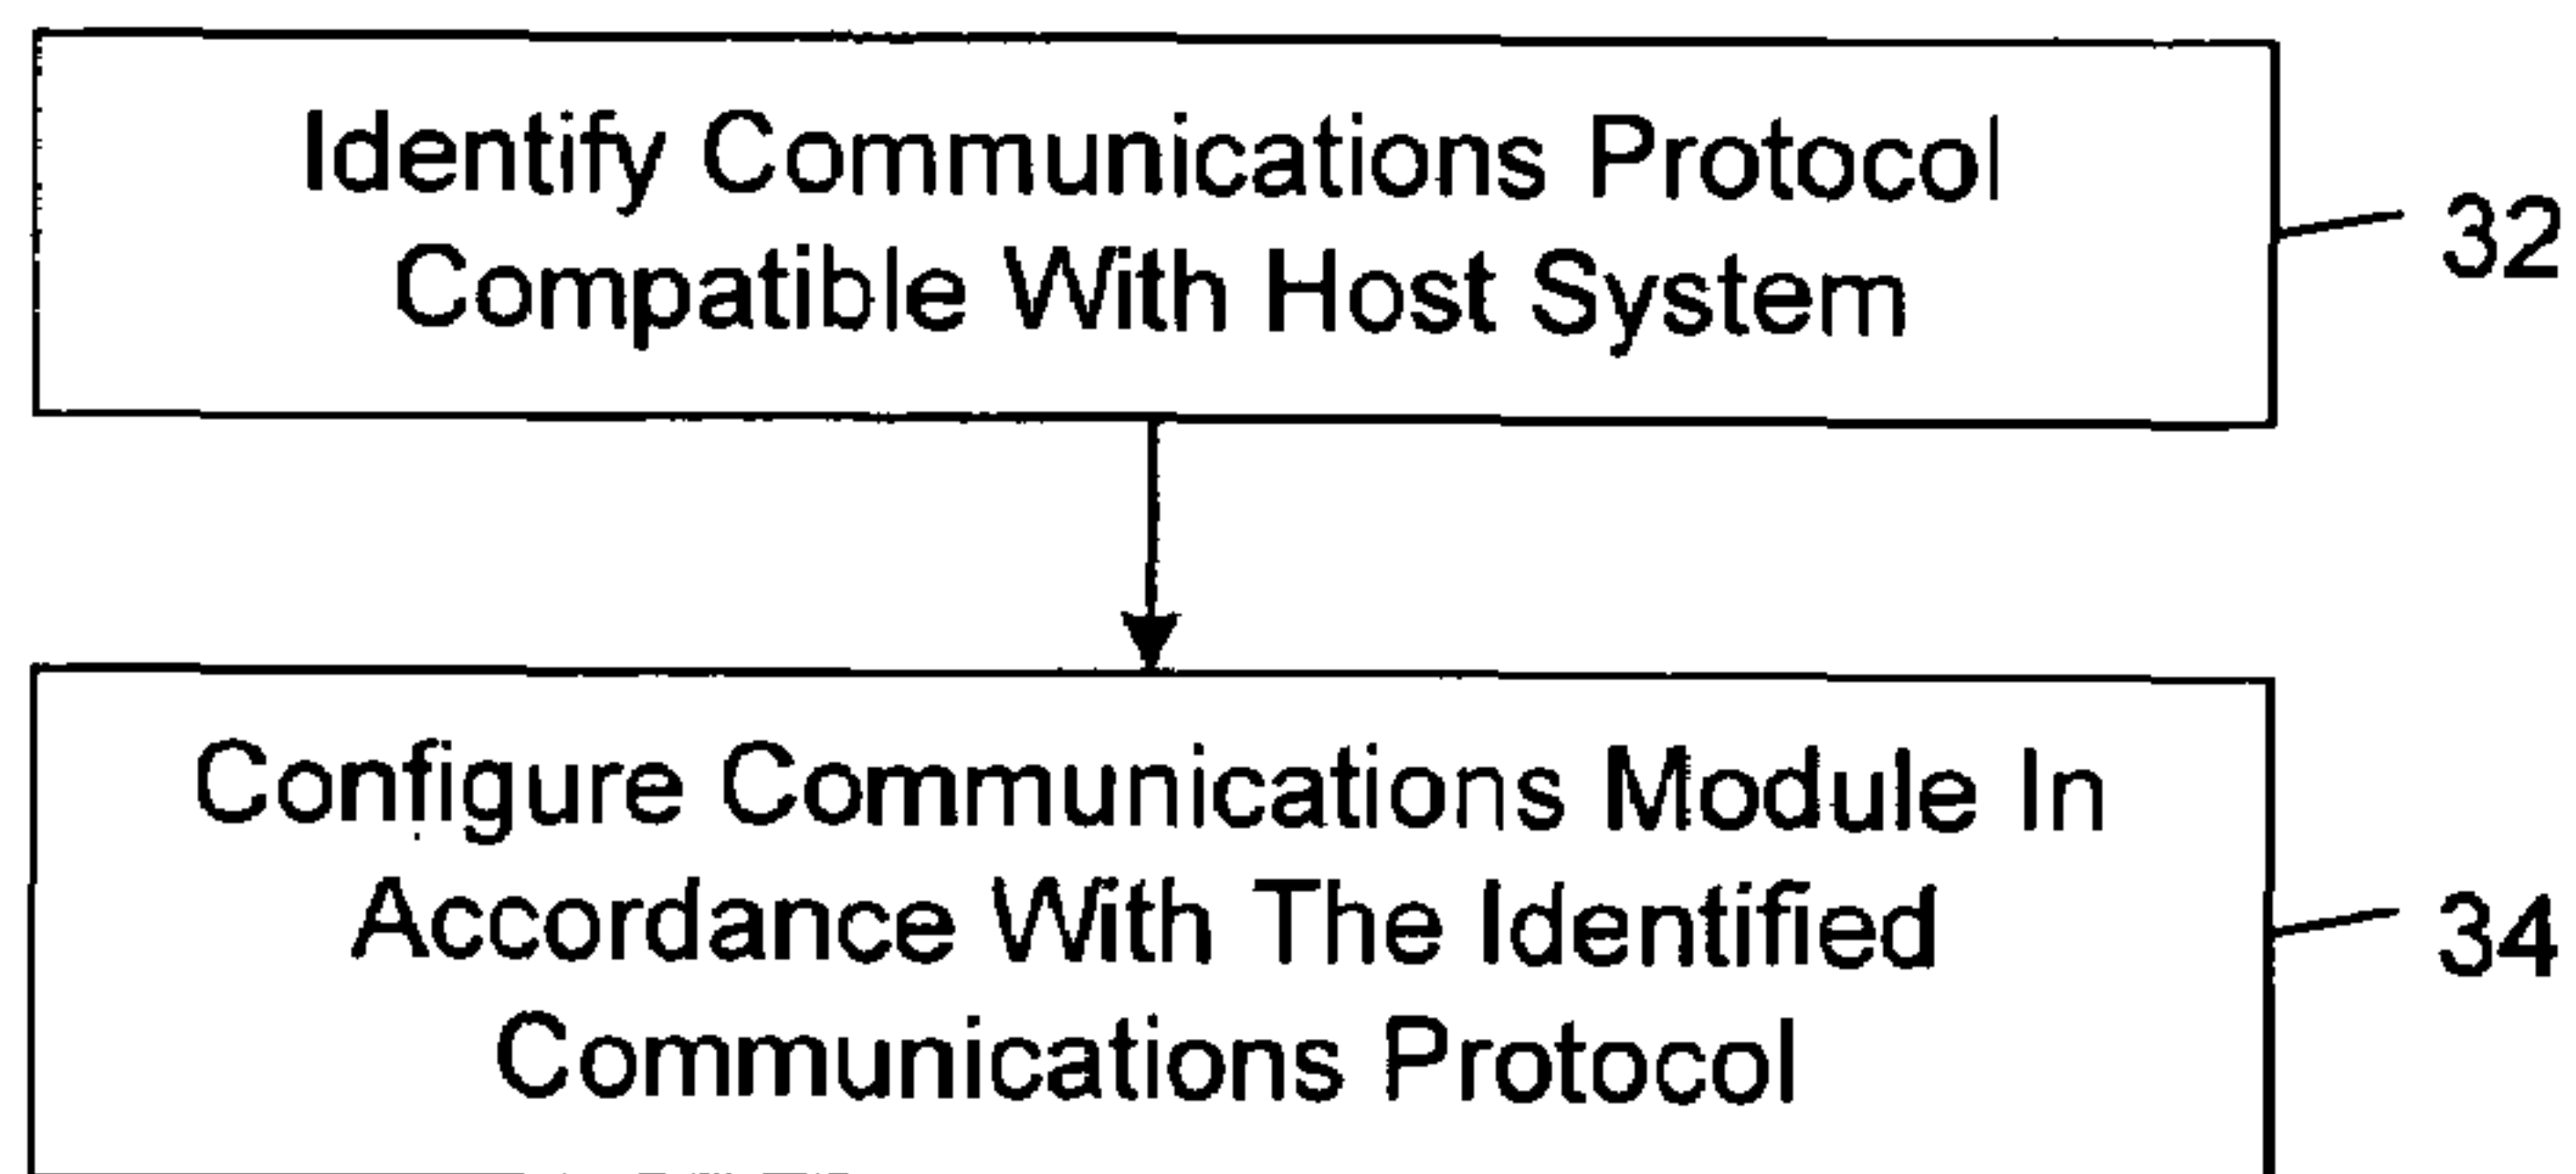 Identify Communications Protocol
Compatible With Host System
32
Configure Communications Module In
Accordance With The Identified
Communications Protocol
34